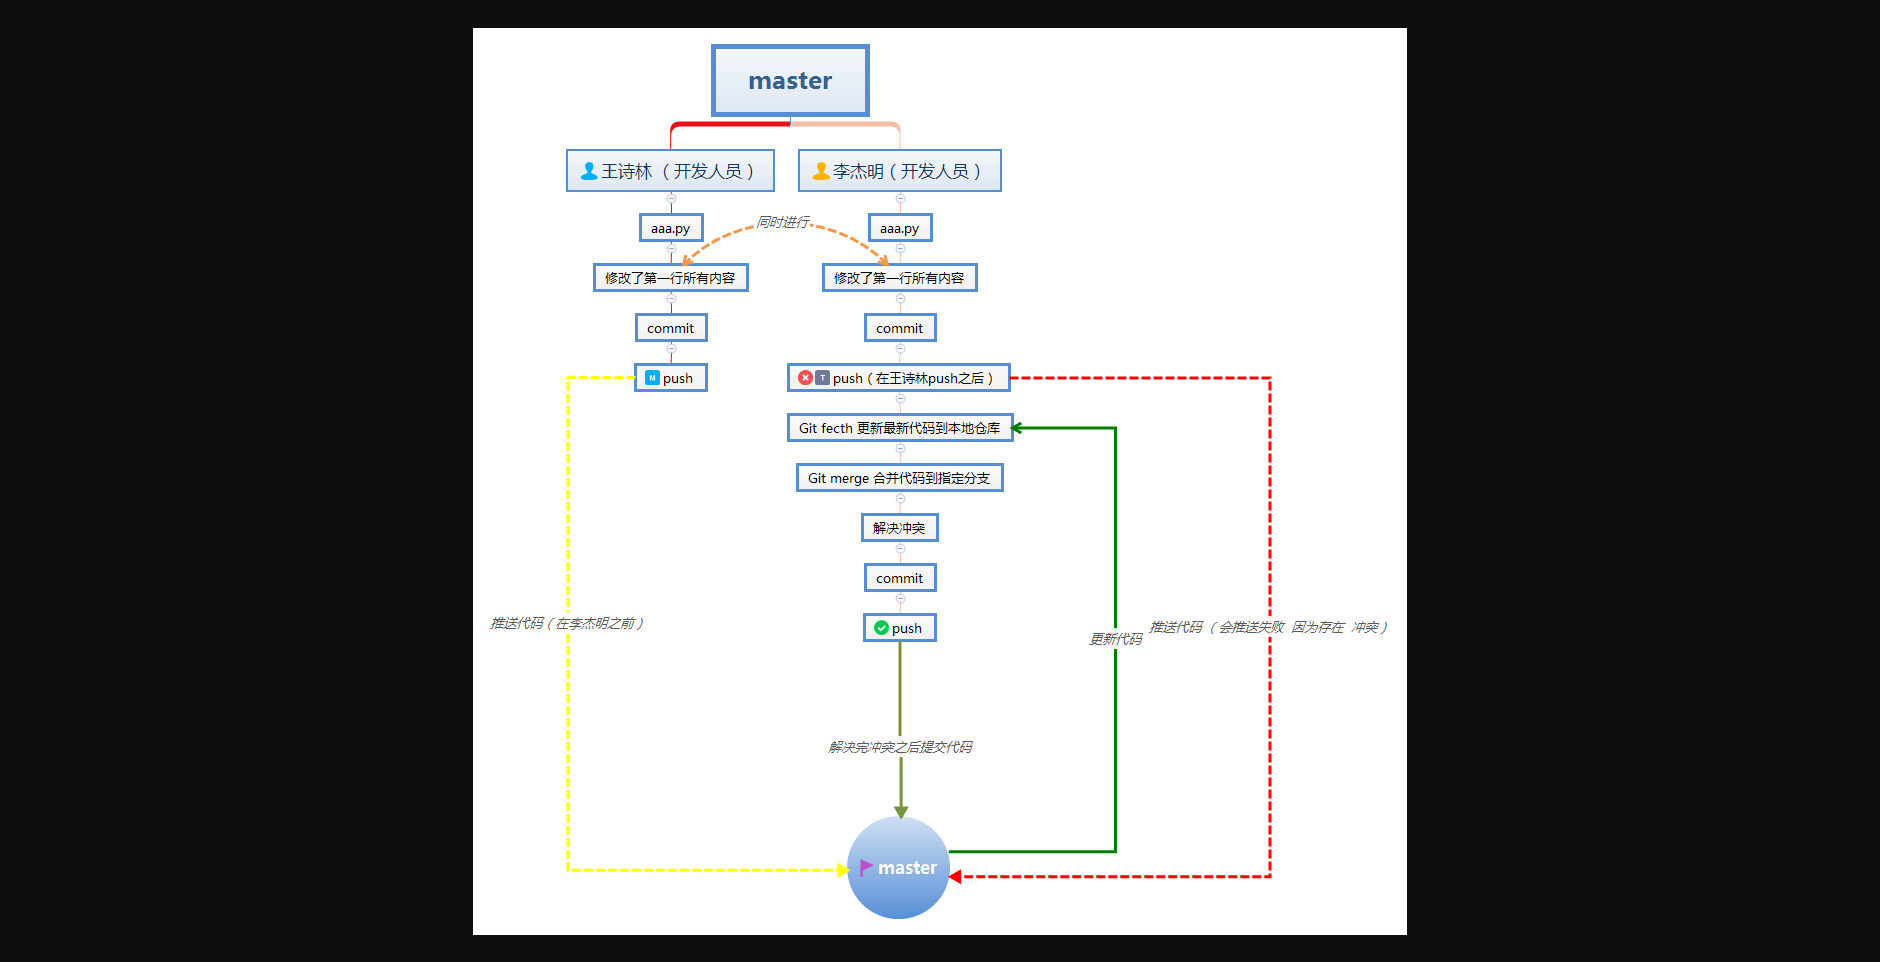 master
王诗林 （开发人员）
李杰明（开发人员）
aaa.py
同时进行
aaa.py
修改了第一行所有内容
修改了第一行所有内容
commit
commit
M push
T push（在王诗林push之后）
Git fecth 更新最新代码到本地仓库
Git merge 合并代码到指定分支
解决冲突
commit
推送代码（在李杰明之前）
push
更新代码
推送代码 （会推送失败 因为存在 冲突）
解决完冲突之后提交代码
master